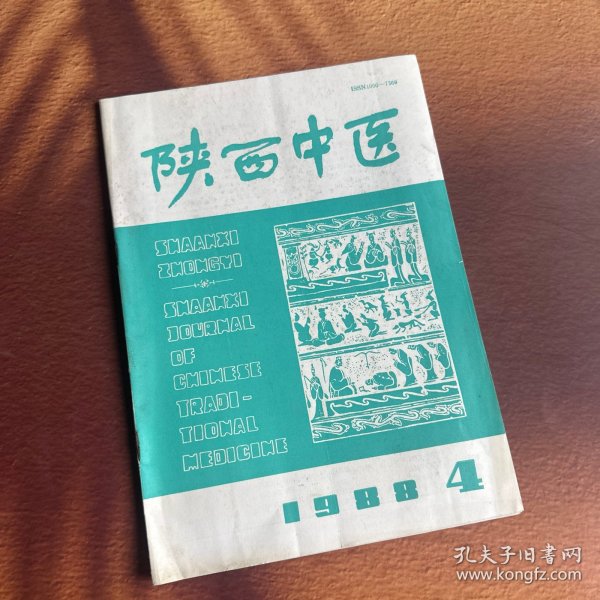 ISSN1000—7369
陕西中医
SHAANXI
ZHONGYI
SHAANXI
JOURNAL
OF
CHINESE
TRADI-
TIONAL
MEDICINE
1988 4
孔夫子旧书网
www.kongfz.com